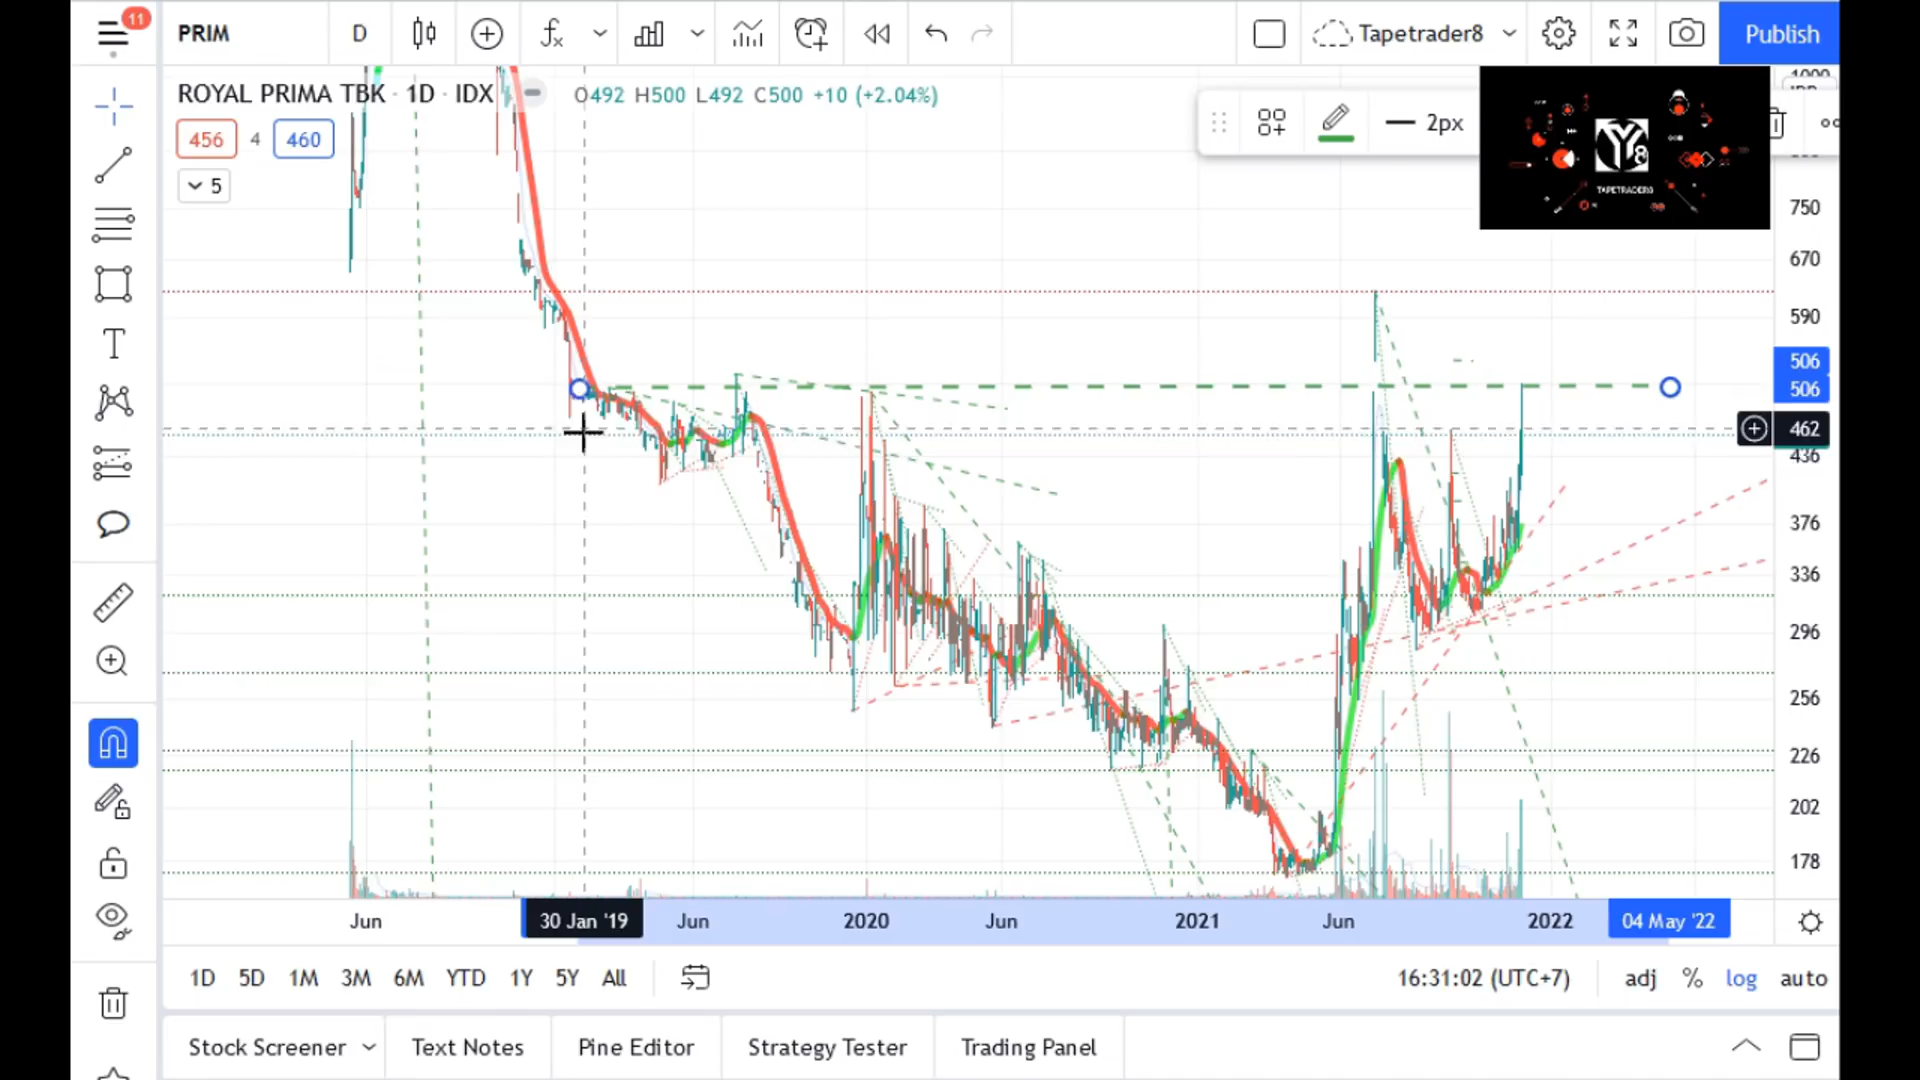 11
PRIM
D
Tapetrader8
Publish
ROYAL PRIMA TBK · 1D · IDX
O492 H500 L492 C500 +10 (+2.04%)
456
4
460
5
2px
Y8
TAPETRADER8
750
670
590
506
506
462
436
376
336
296
256
226
202
178
Jun
30 Jan '19
Jun
2020
Jun
2021
Jun
2022
04 May '22
1D 5D 1M 3M 6M YTD 1Y 5Y All
16:31:02 (UTC+7)
adj % log auto
Stock Screener
Text Notes
Pine Editor
Strategy Tester
Trading Panel